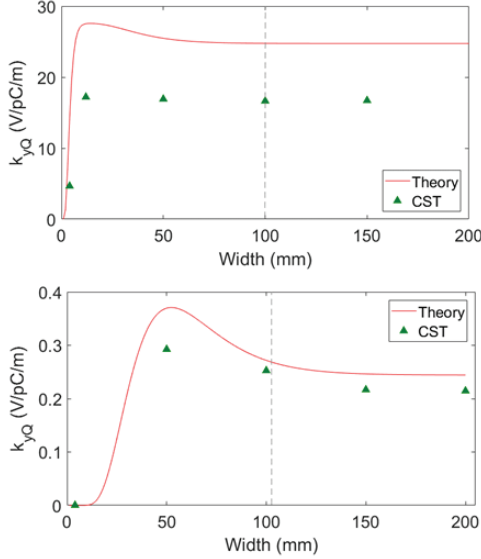 30
20
10
0
k_yQ (V/pC/m)
Theory
CST
0 50 100 150 200
Width (mm)
0.4
0.3
0.2
0.1
0
k_yQ (V/pC/m)
Theory
CST
0 50 100 150 200
Width (mm)